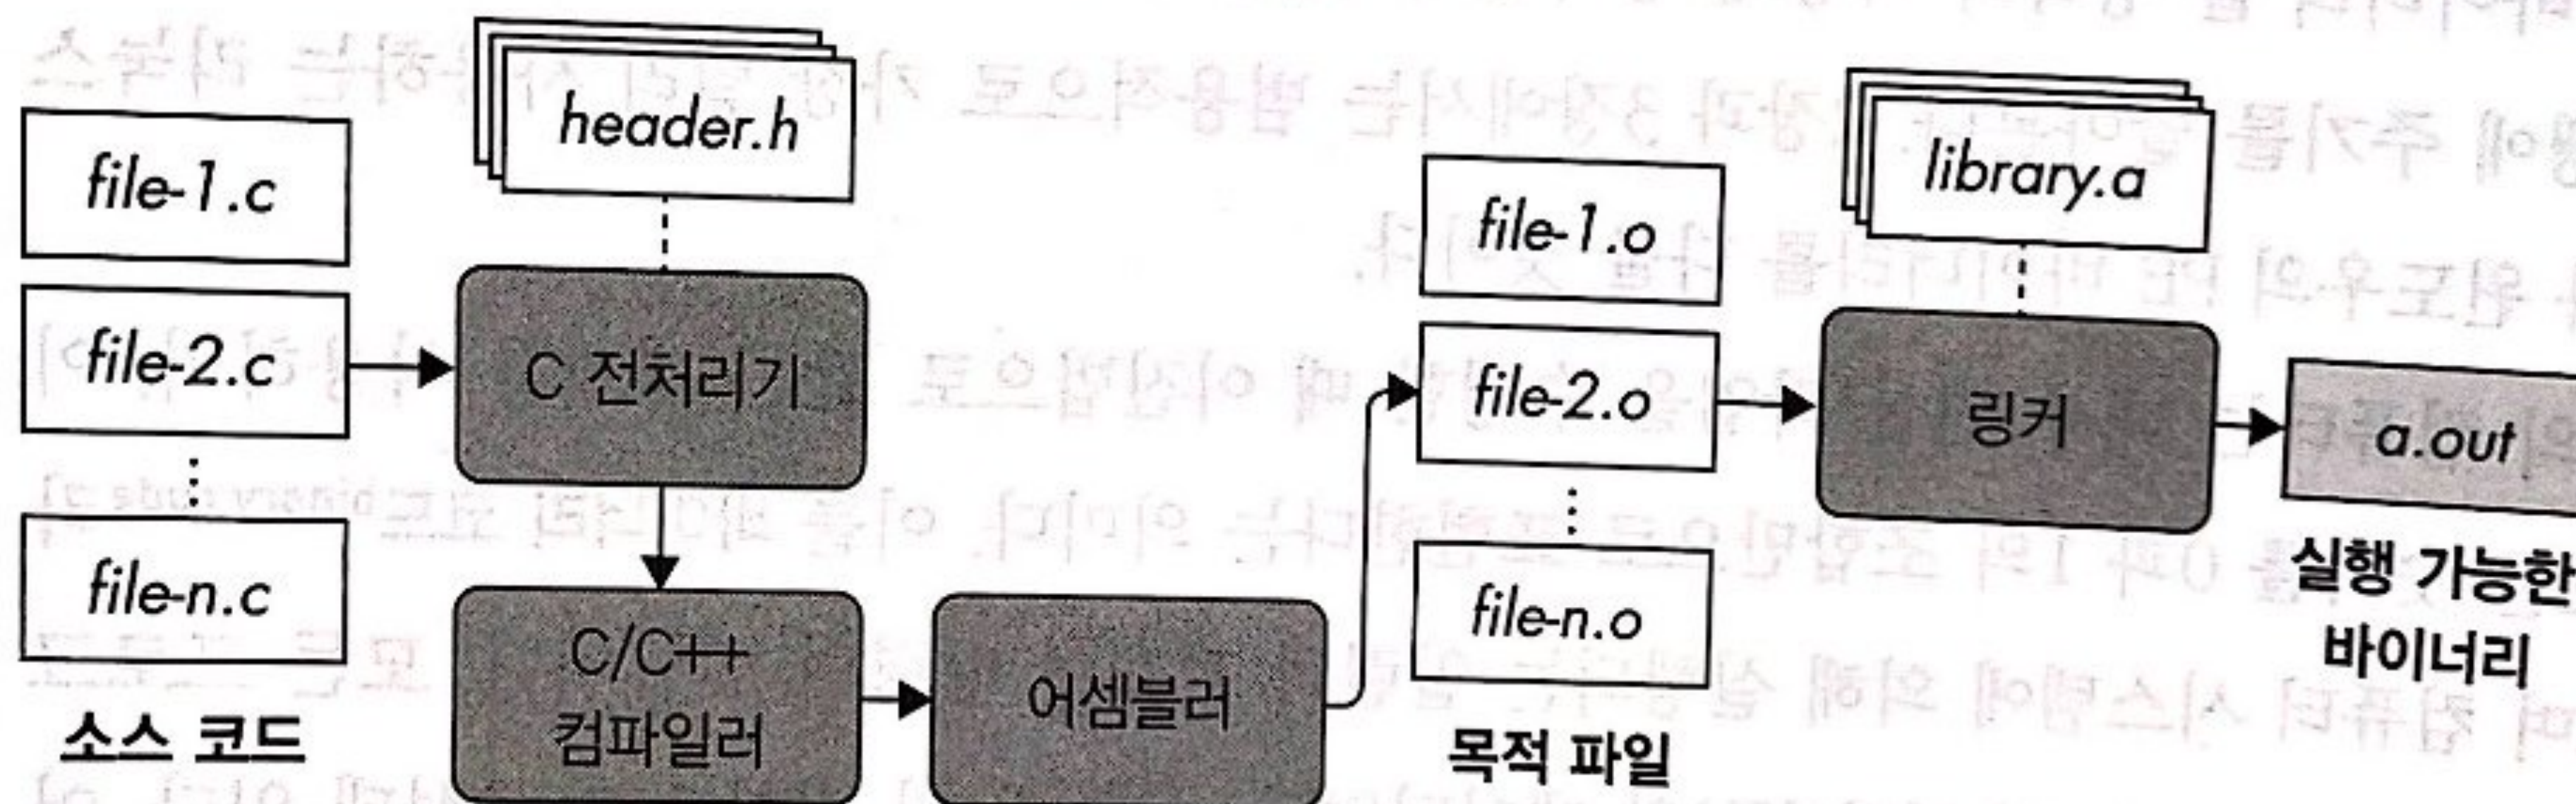 header.h
file-1.c
file-2.c
file-n.c
소스 코드
C 전처리기
C/C++
컴파일러
어셈블러
file-1.o
file-2.o
file-n.o
목적 파일
library.a
링커
a.out
실행 가능한
바이너리